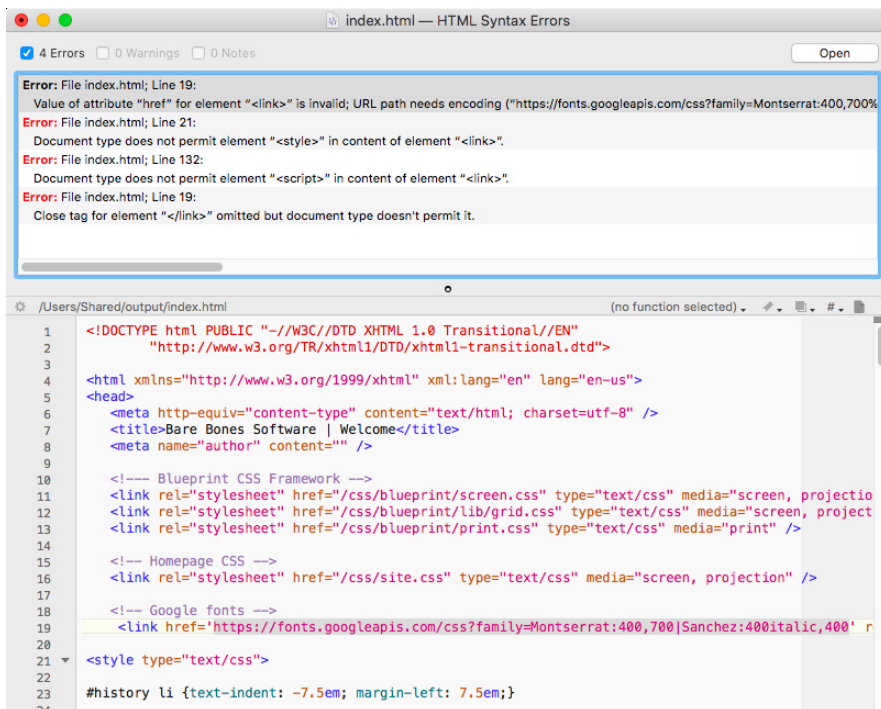 index.html — HTML Syntax Errors
4 Errors 0 Warnings 0 Notes Open
Error: File index.html; Line 19:
Value of attribute “href” for element “<link>” is invalid; URL path needs encoding (“https://fonts.googleapis.com/css?family=Montserrat:400,700%
Error: File index.html; Line 21:
Document type does not permit element “<style>” in content of element “<link>”.
Error: File index.html; Line 132:
Document type does not permit element “<script>” in content of element “<link>”.
Error: File index.html; Line 19:
Close tag for element “</link>” omitted but document type doesn't permit it.
/Users/Shared/output/index.html (no function selected) #
1 <!DOCTYPE html PUBLIC "-//W3C//DTD XHTML 1.0 Transitional//EN"
2 "http://www.w3.org/TR/xhtml1/DTD/xhtml1-transitional.dtd">
3
4 <html xmlns="http://www.w3.org/1999/xhtml" xml:lang="en" lang="en-us">
5 <head>
6 <meta http-equiv="content-type" content="text/html; charset=utf-8" />
7 <title>Bare Bones Software | Welcome</title>
8 <meta name="author" content="" />
9
10 <!--- Blueprint CSS Framework -->
11 <link rel="stylesheet" href="/css/blueprint/screen.css" type="text/css" media="screen, projectio
12 <link rel="stylesheet" href="/css/blueprint/lib/grid.css" type="text/css" media="screen, project
13 <link rel="stylesheet" href="/css/blueprint/print.css" type="text/css" media="print" />
14
15 <!-- Homepage CSS -->
16 <link rel="stylesheet" href="/css/site.css" type="text/css" media="screen, projection" />
17
18 <!-- Google fonts -->
19 <link href='https://fonts.googleapis.com/css?family=Montserrat:400,700|Sanchez:400italic,400' r
20
21 <style type="text/css">
22
23 #history li {text-indent: -7.5em; margin-left: 7.5em;}